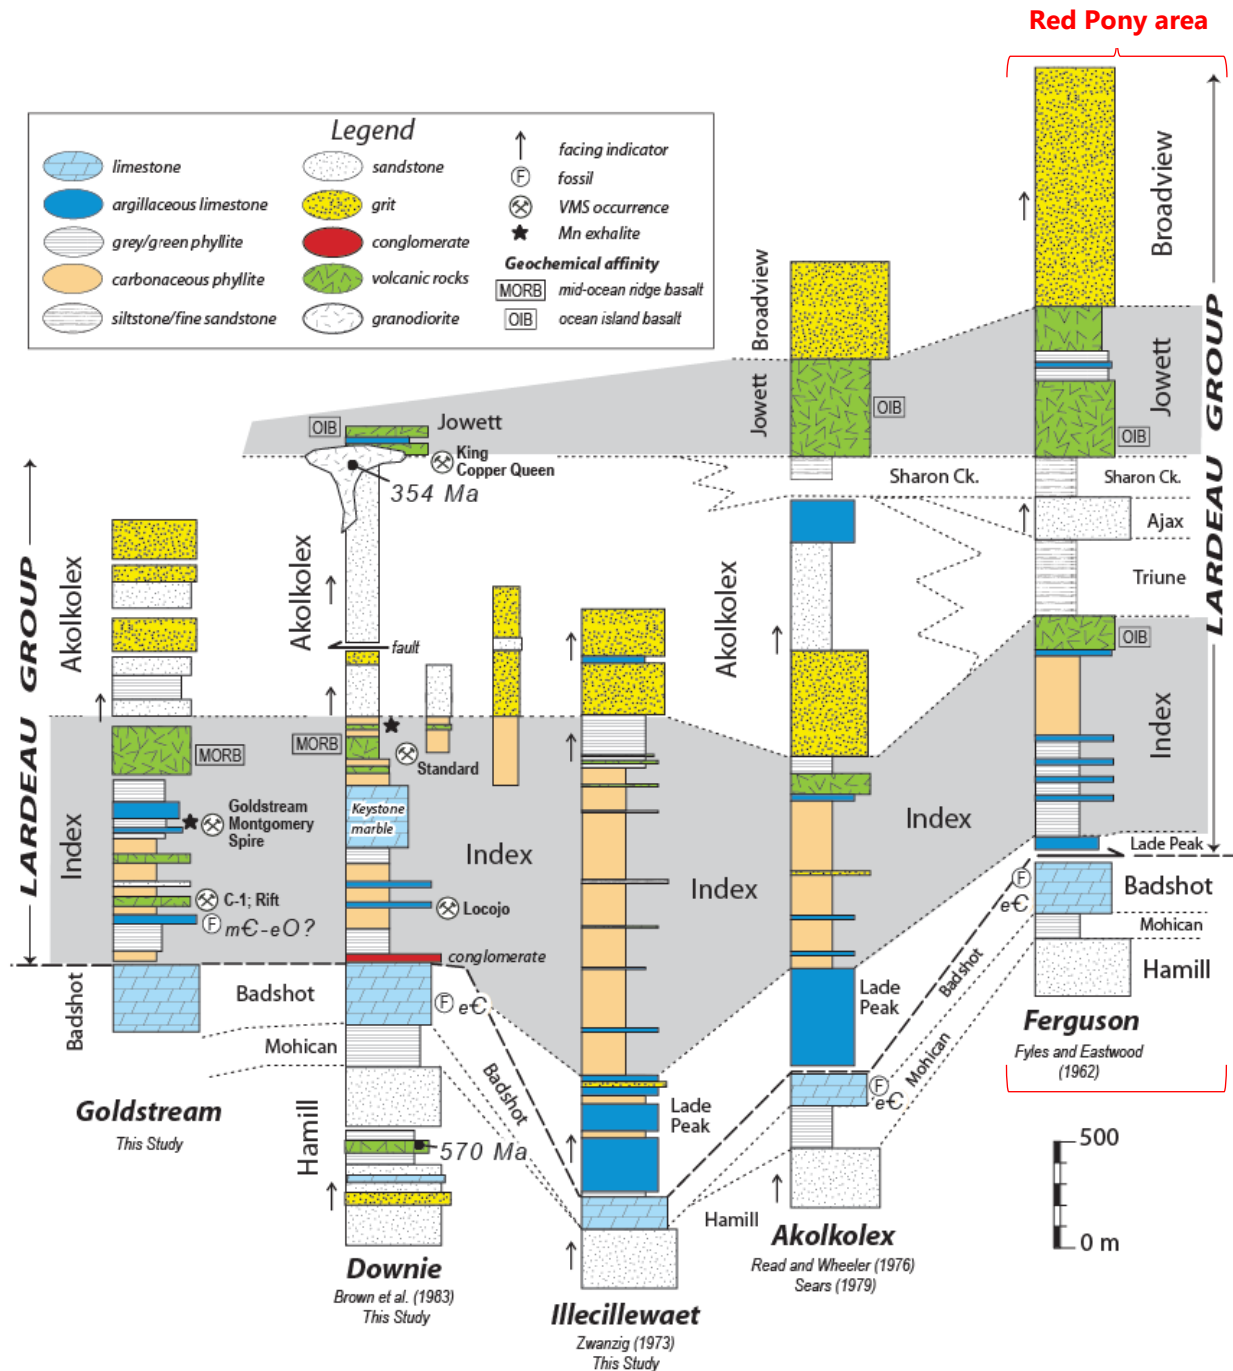 Red Pony area
Legend
limestone
argillaceous limestone
grey/green phyllite
carbonaceous phyllite
siltstone/fine sandstone
sandstone
grit
conglomerate
volcanic rocks
granodiorite
facing indicator
F fossil
VMS occurrence
Mn exhalite
Geochemical affinity
MORB mid-ocean ridge basalt
OIB ocean island basalt
LARDEAU GROUP
Akolkolex
Index
Badshot
MORB
Goldstream
Montgomery
Spire
C-1; Rift
F m-Є-eO?
Goldstream
This Study
OIB
Jowett
King
Copper Queen
354 Ma
Akolkolex
fault
MORB
Standard
Keystone
marble
Index
Locojo
conglomerate
Badshot
F eЄ
Mohican
Hamill
570 Ma
Downie
Brown et al. (1983)
This Study
Badshot
Index
Lade
Peak
Hamill
Illecillewaet
Zwanzig (1973)
This Study
Broadview
Jowett
OIB
Sharon Ck.
Akolkolex
Index
Lade
Peak
Badshot
F
eЄ
Mohican
Akolkolex
Read and Wheeler (1976)
Sears (1979)
Broadview
Jowett
OIB
Sharon Ck.
Ajax
Triune
OIB
Index
Lade Peak
F
eЄ
Badshot
Mohican
Hamill
LARDEAU GROUP
Ferguson
Fyles and Eastwood
(1962)
500
0 m